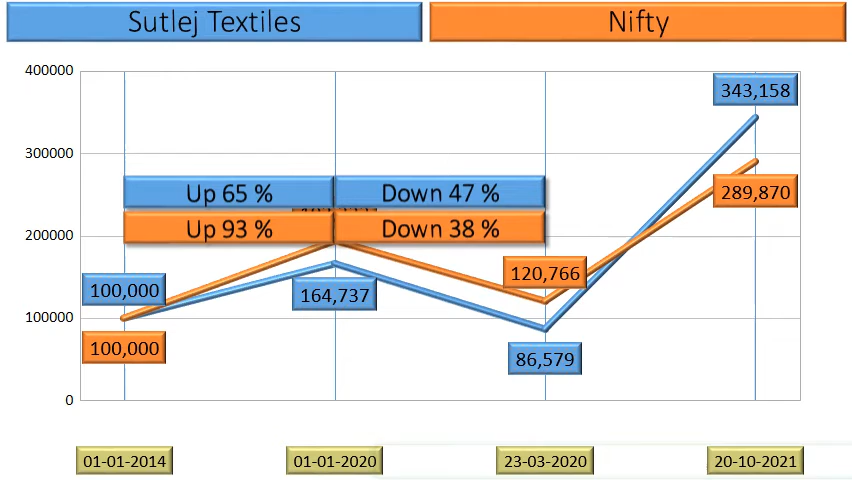 Sutlej Textiles
Nifty
400000
343,158
300000
Up 65 %
Down 47 %
289,870
Up 93 %
Down 38 %
200000
120,766
100,000
164,737
100000
100,000
86,579
0
01-01-2014
01-01-2020
23-03-2020
20-10-2021